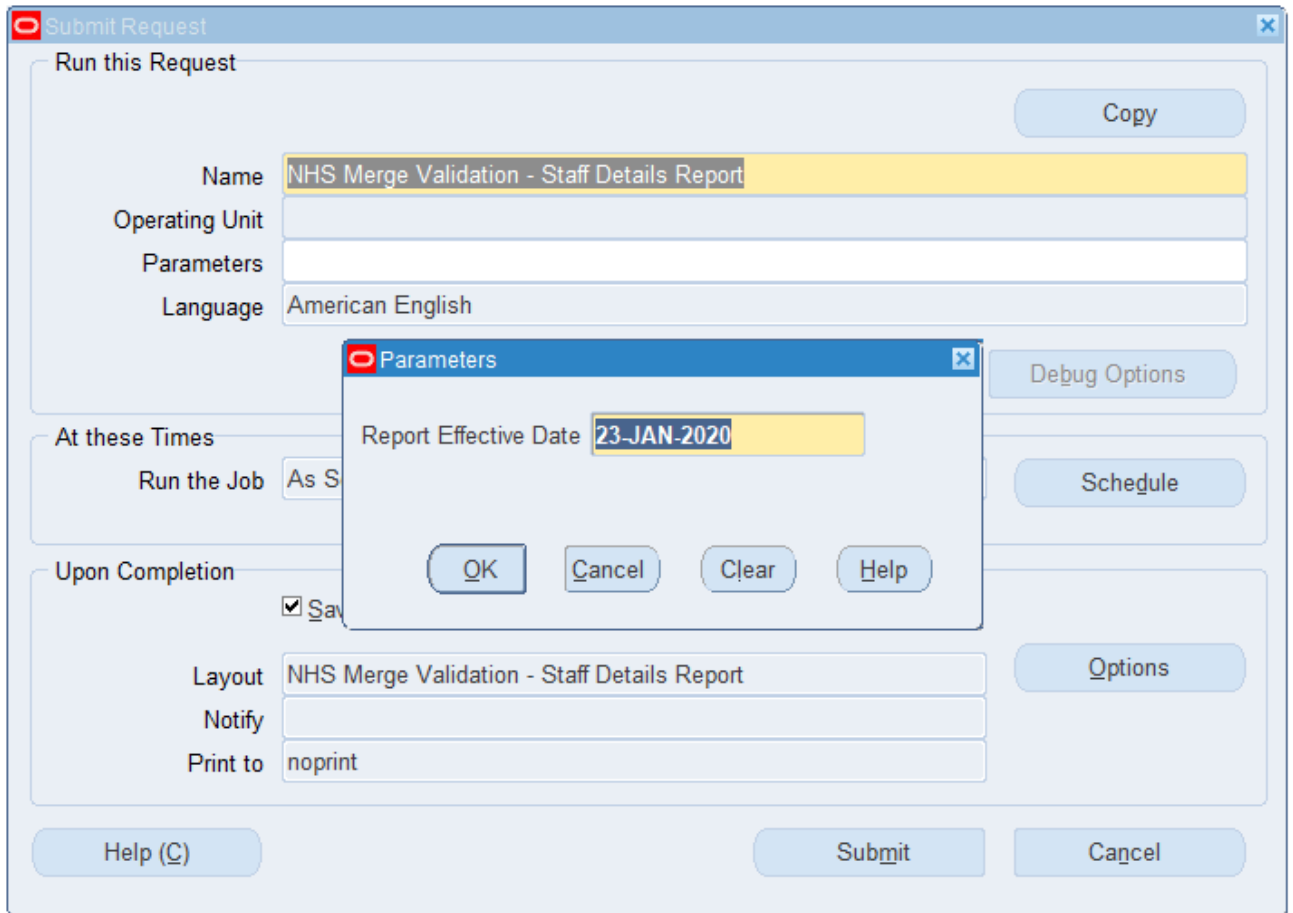 Submit Request
Run this Request
Copy
Name NHS Merge Validation - Staff Details Report
Operating Unit
Parameters
Language American English
Parameters
Debug Options
Report Effective Date 23-JAN-2020
At these Times
Run the Job As S
Schedule
OK Cancel Clear Help
Upon Completion
Sav
Layout NHS Merge Validation - Staff Details Report
Options
Notify
Print to noprint
Help (C) Submit Cancel